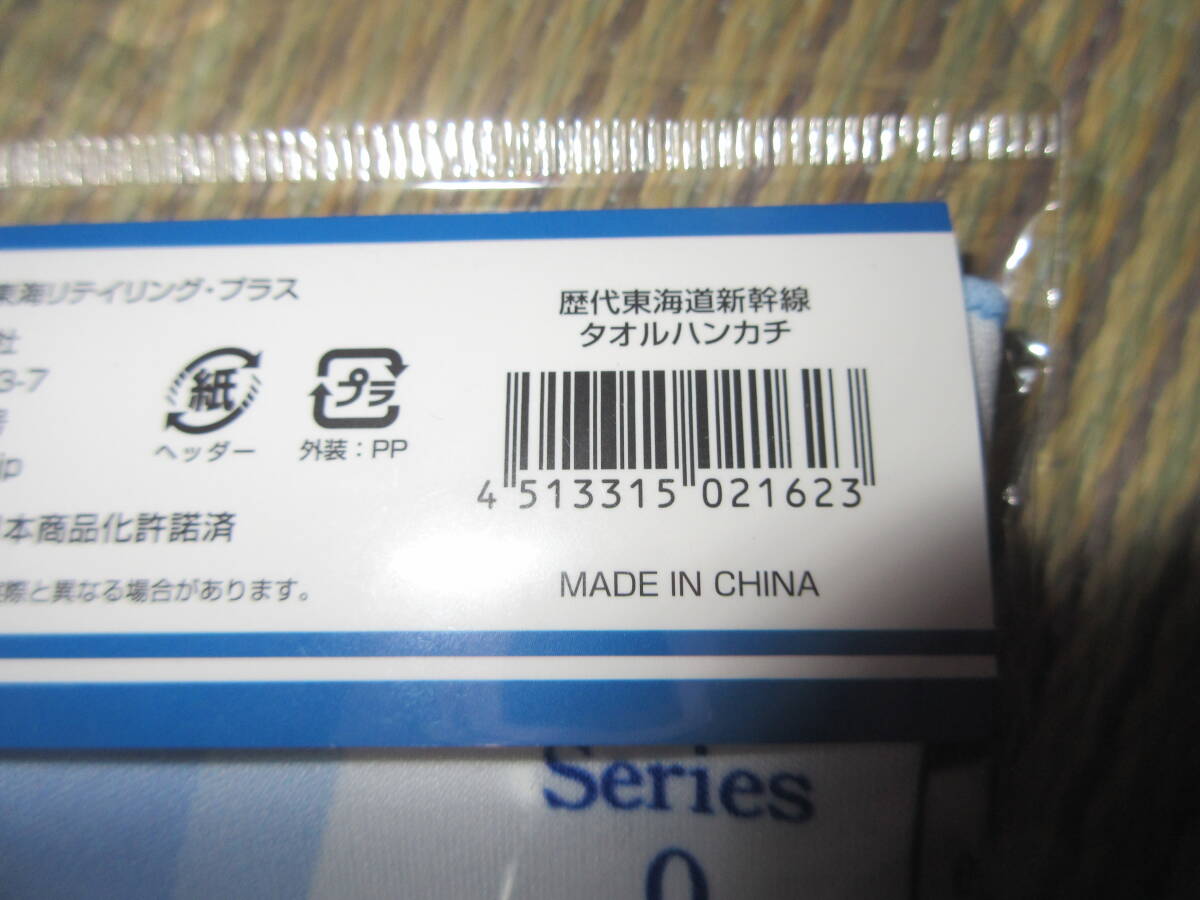 東海リテイリング・プラス
社
3-7
号
ip
紙
ヘッダー
プラ
外装：PP
本商品化許諾済
実際と異なる場合があります。
歴代東海道新幹線
タオルハンカチ
4 513315 021623
MADE IN CHINA
Series
0